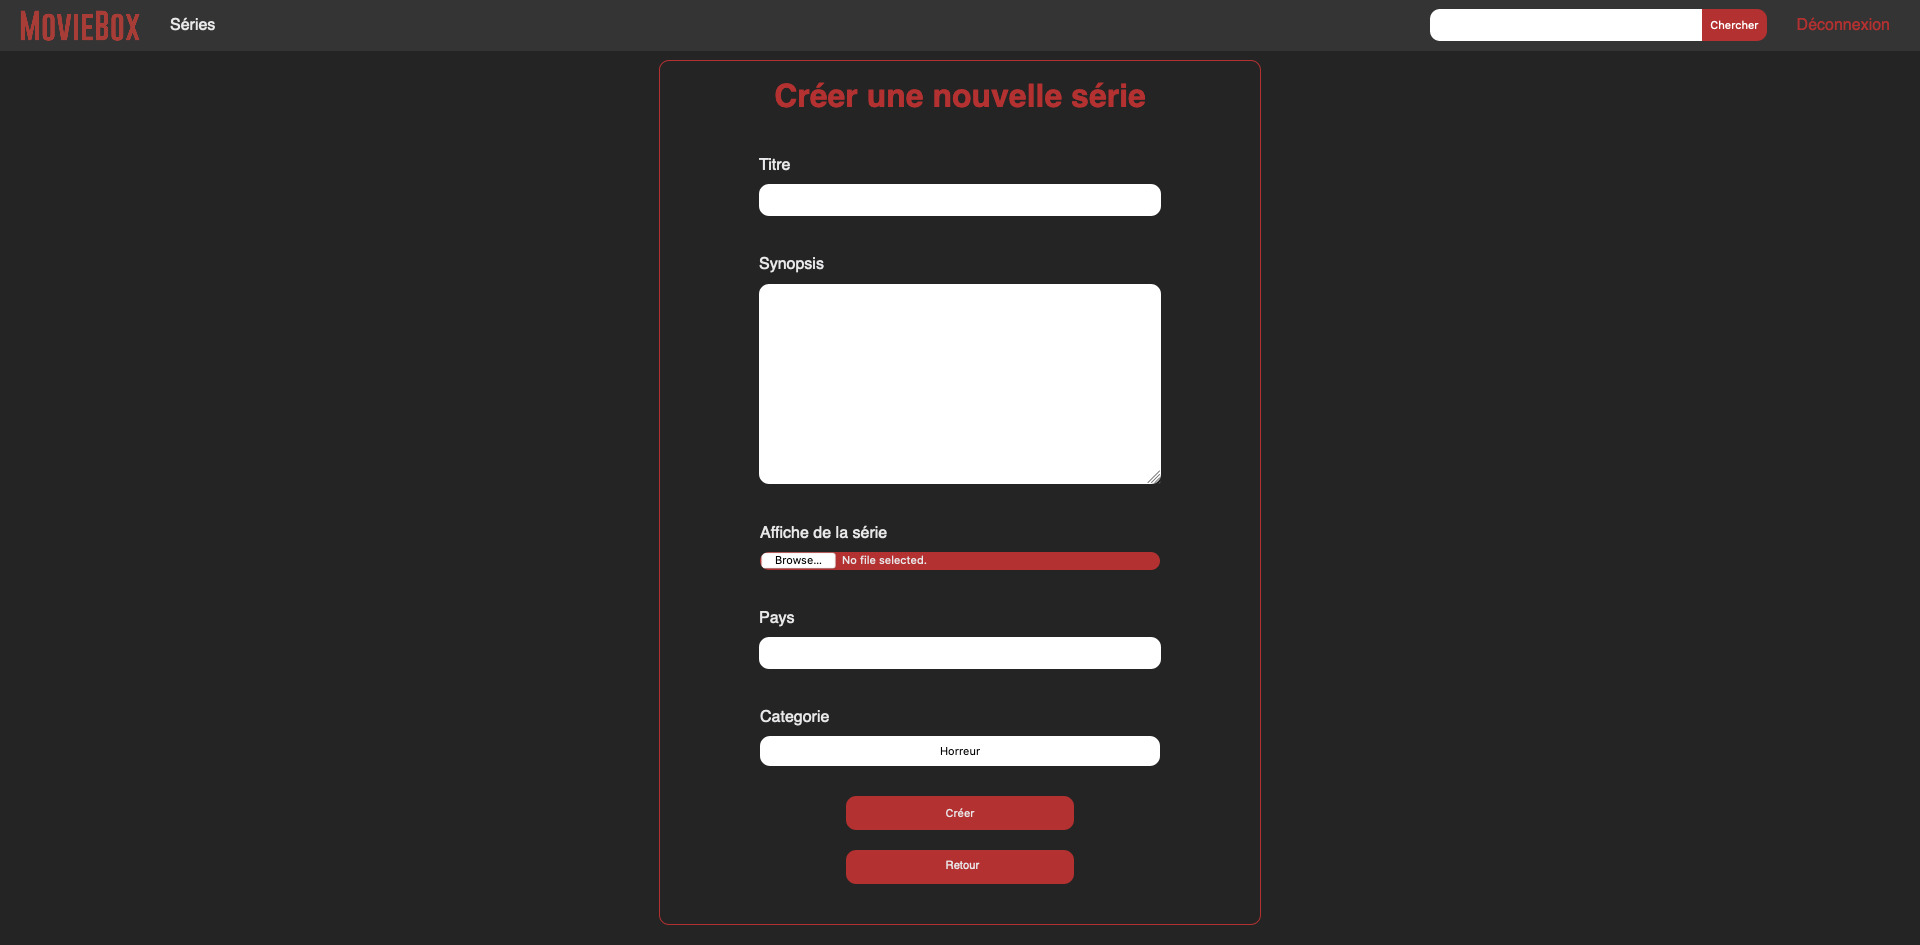 MOVIEBOX
Séries
Chercher
Déconnexion
Créer une nouvelle série
Titre
Synopsis
Affiche de la série
Browse... No file selected.
Pays
Categorie
Horreur
Créer
Retour